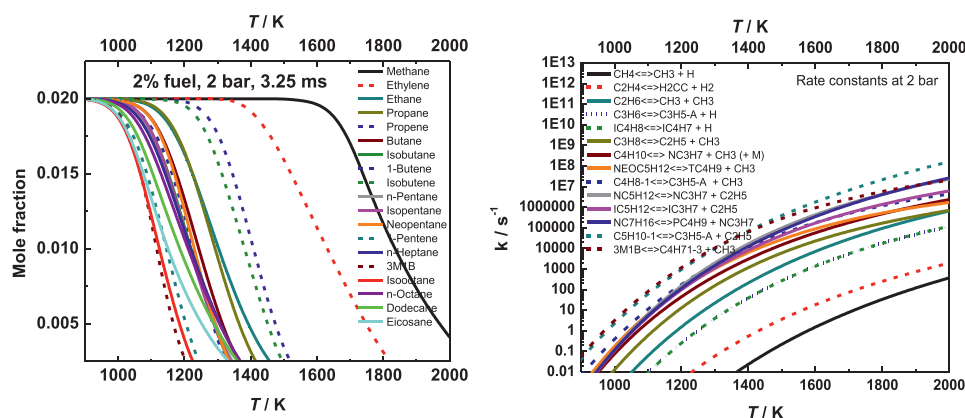 T / K
1000 1200 1400 1600 1800 2000
2% fuel, 2 bar, 3.25 ms
Mole fraction
0.020
0.015
0.010
0.005
Methane
Ethylene
Ethane
Propane
Propene
Butane
Isobutane
1-Butene
Isobutene
n-Pentane
Isopentane
Neopentane
1-Pentene
n-Heptane
3M1B
Isooctane
n-Octane
Dodecane
Eicosane
1000 1200 1400 1600 1800 2000
T / K
T / K
1000 1200 1400 1600 1800 2000
Rate constants at 2 bar
k / s⁻¹
1E13
1E12
1E11
1E10
1E9
1E8
1E7
1000000
100000
10000
1000
100
10
1
0.1
0.01
CH4<=>CH3 + H
C2H4<=>H2CC + H2
C2H6<=>CH3 + CH3
C3H6<=>C3H5-A + H
IC4H8<=>IC4H7 + H
C3H8<=>C2H5 + CH3
C4H10<=> NC3H7 + CH3 (+ M)
NEOC5H12<=>TC4H9 + CH3
C4H8-1<=>C3H5-A + CH3
NC5H12<=>NC3H7 + C2H5
IC5H12<=>IC3H7 + C2H5
NC7H16<=>PC4H9 + NC3H7
C5H10-1<=>C3H5-A + C2H5
3M1B<=>C4H71-3 + CH3
1000 1200 1400 1600 1800 2000
T / K